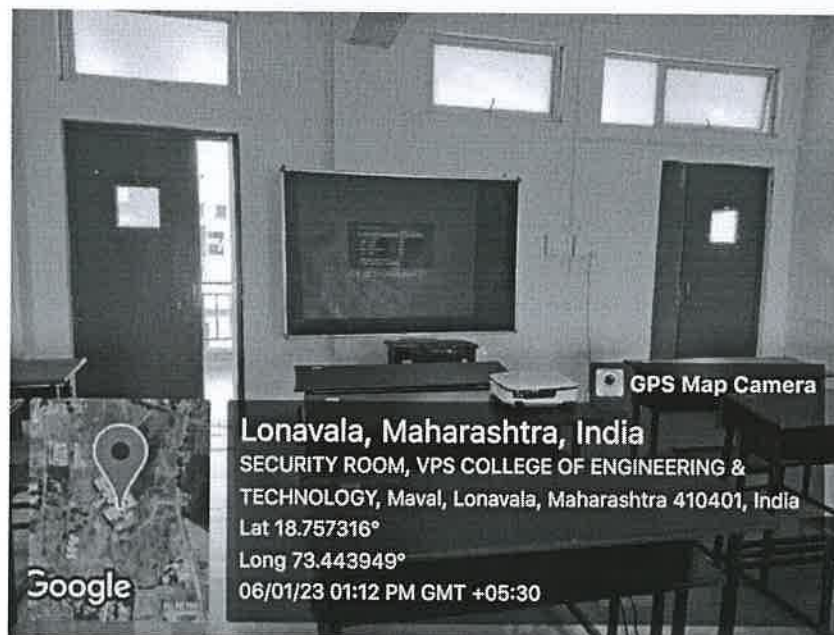 GPS Map Camera
Lonavala, Maharashtra, India
SECURITY ROOM, VPS COLLEGE OF ENGINEERING &
TECHNOLOGY, Maval, Lonavala, Maharashtra 410401, India
Lat 18.757316°
Long 73.443949°
06/01/23 01:12 PM GMT +05:30
Google